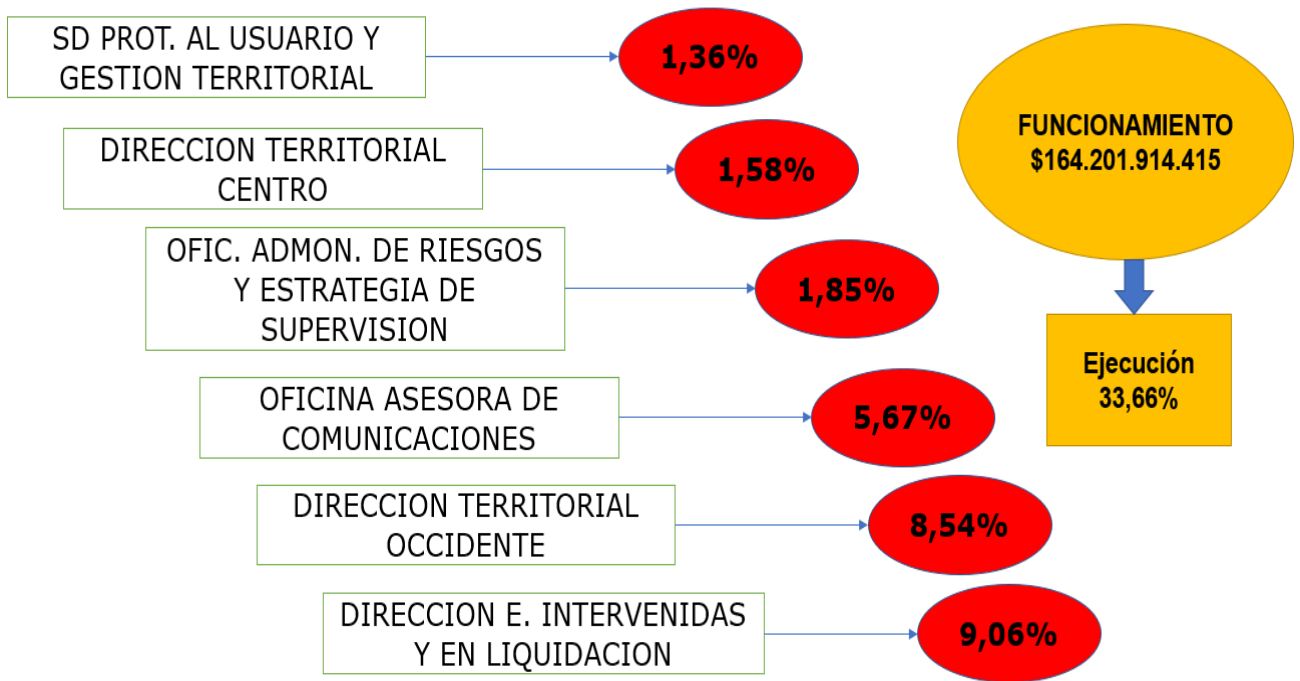 SD PROT. AL USUARIO Y
GESTION TERRITORIAL
1,36%
DIRECCION TERRITORIAL
CENTRO
1,58%
OFIC. ADMON. DE RIESGOS
Y ESTRATEGIA DE
SUPERVISION
1,85%
OFICINA ASESORA DE
COMUNICACIONES
5,67%
DIRECCION TERRITORIAL
OCCIDENTE
8,54%
DIRECCION E. INTERVENIDAS
Y EN LIQUIDACION
9,06%
FUNCIONAMIENTO
$164.201.914.415
Ejecución
33,66%